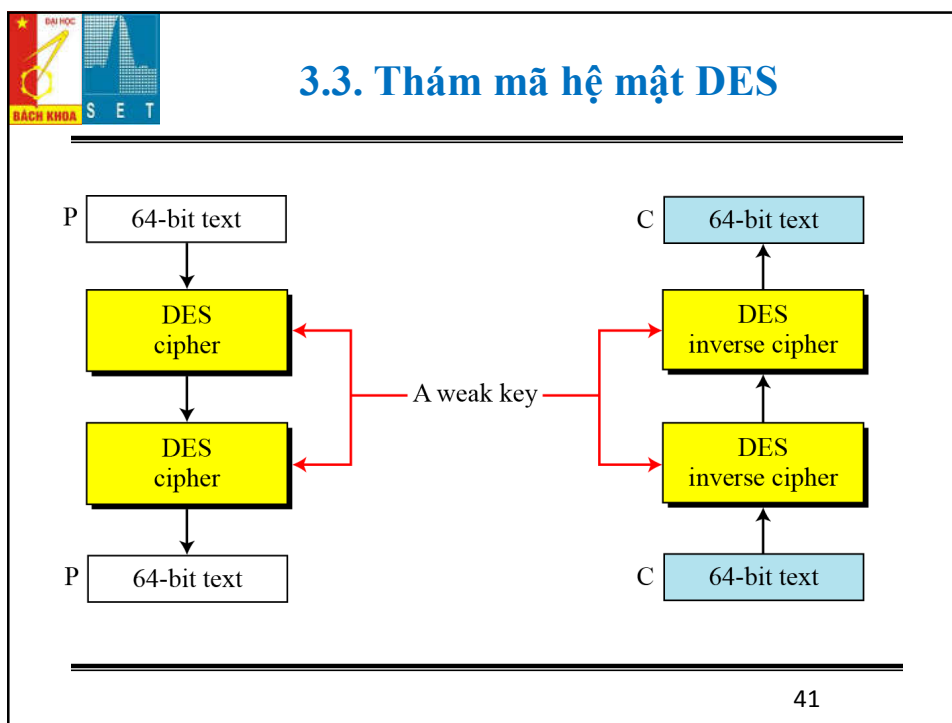 ĐẠI HỌC
BÁCH KHOA
S E T
3.3. Thám mã hệ mật DES
P
64-bit text
DES
cipher
DES
cipher
P
64-bit text
A weak key
C
64-bit text
DES
inverse cipher
DES
inverse cipher
C
64-bit text
41